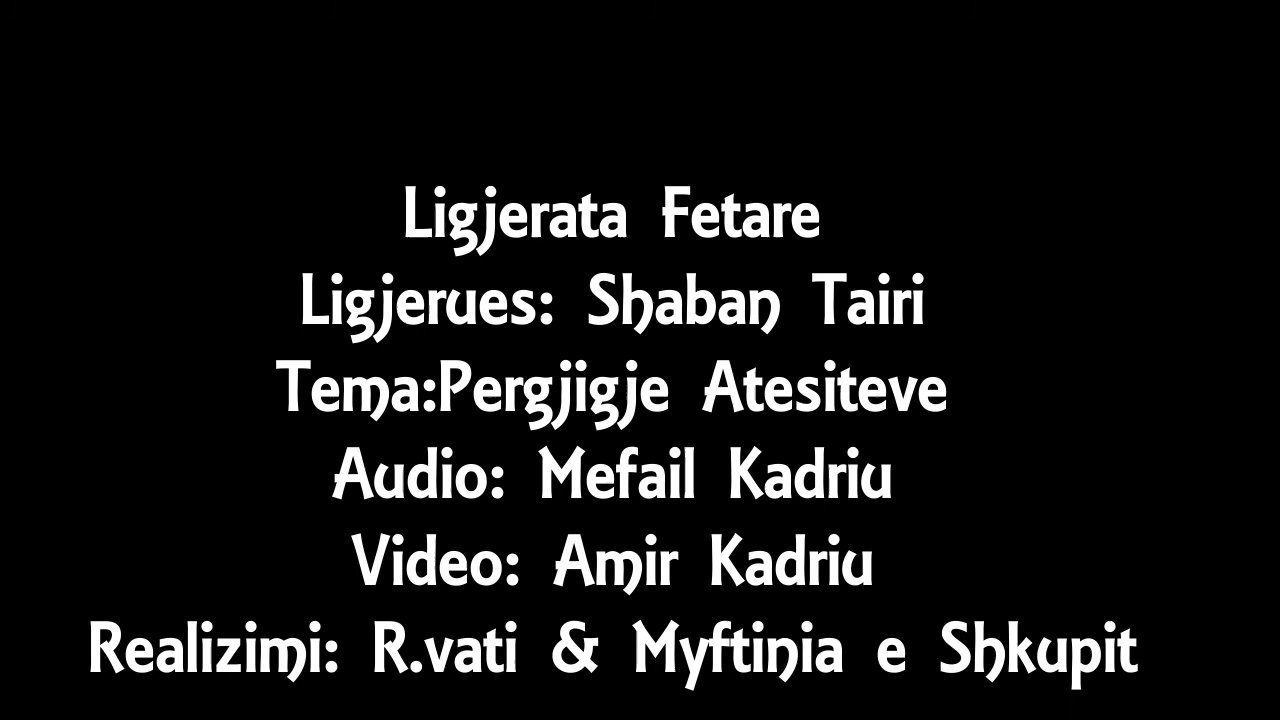 Ligjerata Fetare
Ligjerues: Shaban Tairi
Tema:Pergjigje Atesiteve
Audio: Mefail Kadriu
Video: Amir Kadriu
Realizimi: R.vati & Myftinia e Shkupit